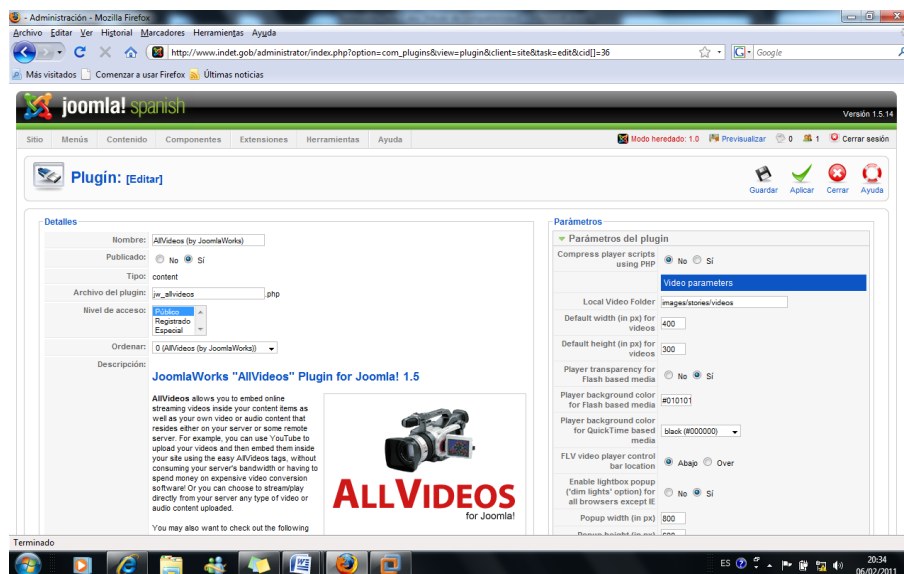 - Administración - Mozilla Firefox
Archivo Editar Ver Historial Marcadores Herramientas Ayuda
http://www.indet.gob/administrator/index.php?option=com_plugins&view=plugin&client=site&task=edit&cid[]=36
G Google
Más visitados Comenzar a usar Firefox Últimas noticias
joomla! spanish
Versión 1.5.14
Sitio Menús Contenido Componentes Extensiones Herramientas Ayuda
Modo heredado: 1.0 Previsualizar 0 1 Cerrar sesión
Plugín: [Editar]
Guardar Aplicar Cerrar Ayuda
Detalles
Nombre: AllVideos (by JoomlaWorks)
Publicado: No Sí
Tipo: content
Archivo del plugin: jw_allvideos .php
Nivel de acceso: Público
Registrado
Especial
Ordenar: 0 (AllVideos (by JoomlaWorks))
Descripción:
JoomlaWorks "AllVideos" Plugin for Joomla! 1.5
AllVideos allows you to embed online
streaming videos inside your content items as
well as your own video or audio content that
resides either on your server or some remote
server. For example, you can use YouTube to
upload your videos and then embed them inside
your site using the easy AllVideos tags, without
consuming your server's bandwidth or having to
spend money on expensive video conversion
software! Or you can choose to stream/play
directly from your server any type of video or
audio content uploaded.
You may also want to check out the following
ALLVIDEOS
for Joomla!
Parámetros
Parámetros del plugin
Compress player scripts
using PHP No Sí
Video parameters
Local Video Folder images/stories/videos
Default width (in px) for
videos 400
Default height (in px) for
videos 300
Player transparency for
Flash based media No Sí
Player background color
for Flash based media #010101
Player background color
for QuickTime based
media black (#000000)
FLV video player control
bar location Abajo Over
Enable lightbox popup
('dim lights' option) for
all browsers except IE No Sí
Popup width (in px) 800
Popup height (in px) 600
Terminado
ES 20:34
06/02/2011